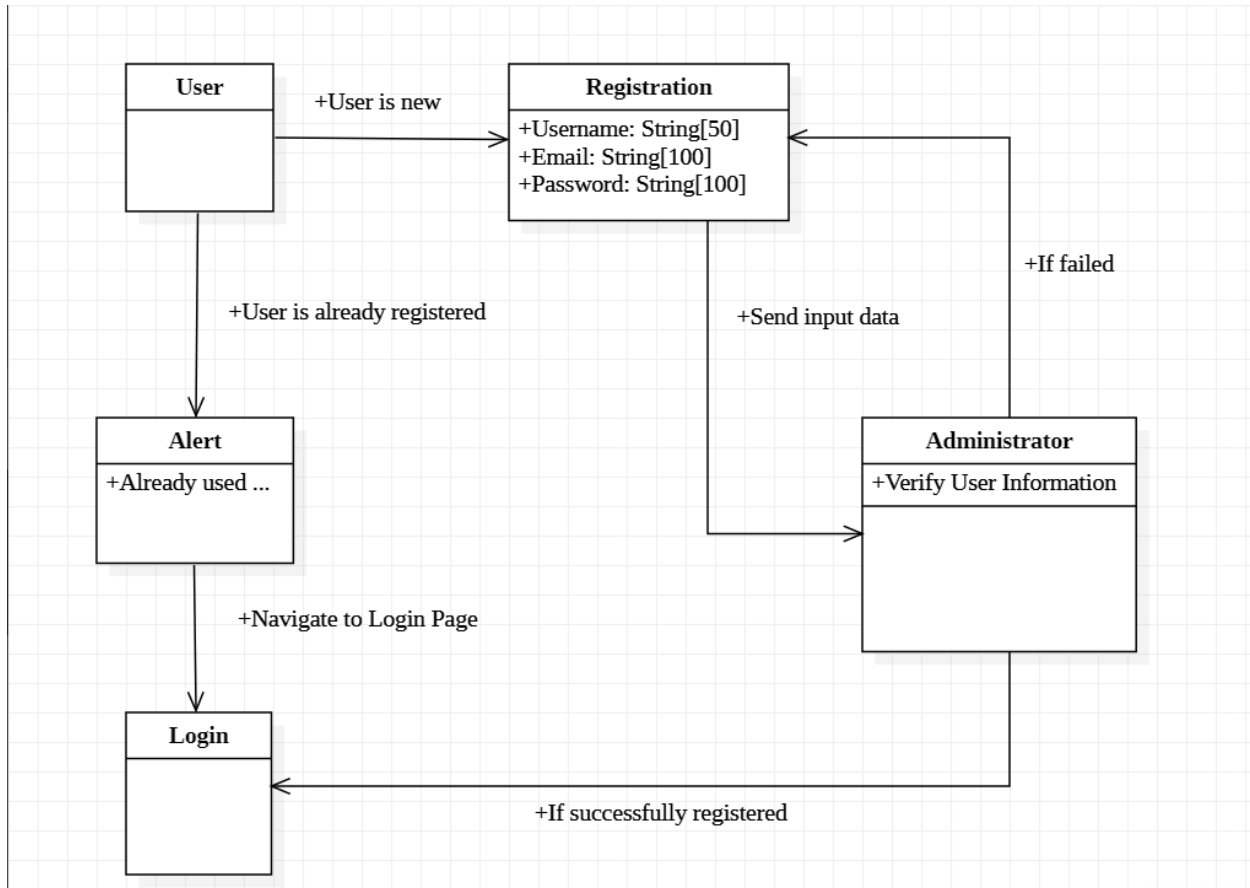 User
+User is new
Registration
+Username: String[50]
+Email: String[100]
+Password: String[100]
+If failed
+User is already registered
+Send input data
Alert
+Already used ...
Administrator
+Verify User Information
+Navigate to Login Page
Login
+If successfully registered